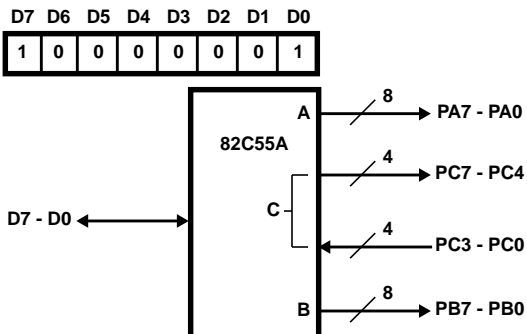 D7 D6 D5 D4 D3 D2 D1 D0
1 0 0 0 0 0 0 1
A 8 PA7 - PA0
82C55A
4 PC7 - PC4
C
D7 - D0
4 PC3 - PC0
B 8 PB7 - PB0